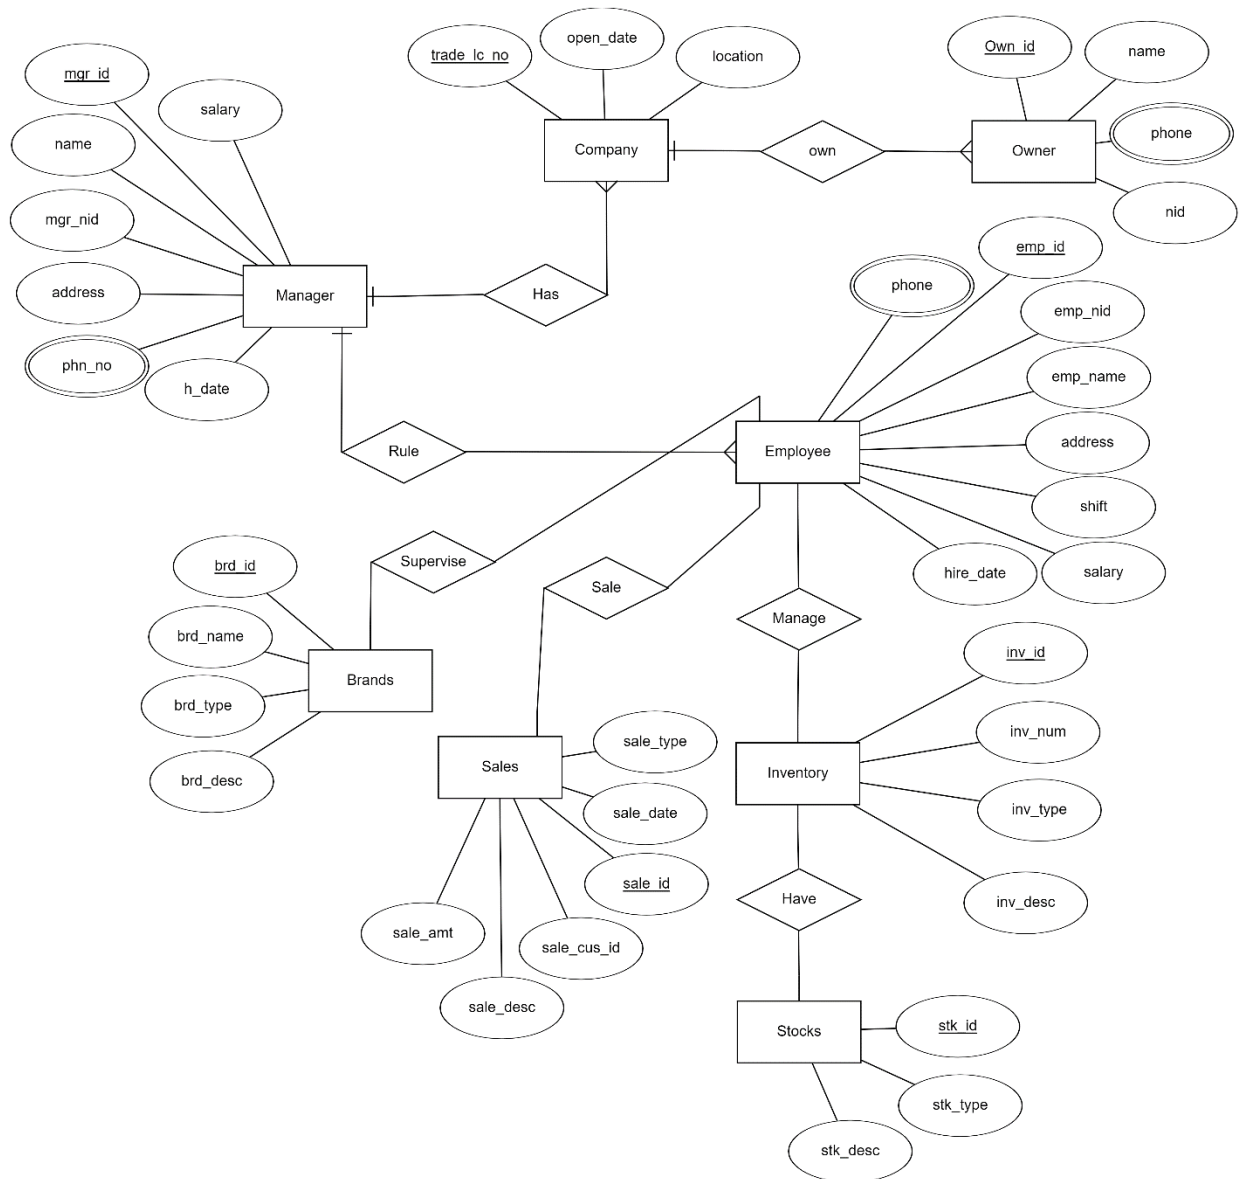 open_date
trade_lc_no
location
Own_id
name
mgr_id
salary
name
phone
Company
own
Owner
mgr_nid
nid
emp_id
phone
address
Manager
Has
emp_nid
phn_no
h_date
emp_name
Rule
Employee
address
shift
Supervise
brd_id
Sale
hire_date
salary
Manage
brd_name
inv_id
Brands
brd_type
sale_type
inv_num
Sales
Inventory
brd_desc
sale_date
inv_type
sale_id
Have
inv_desc
sale_amt
sale_cus_id
sale_desc
Stocks
stk_id
stk_type
stk_desc